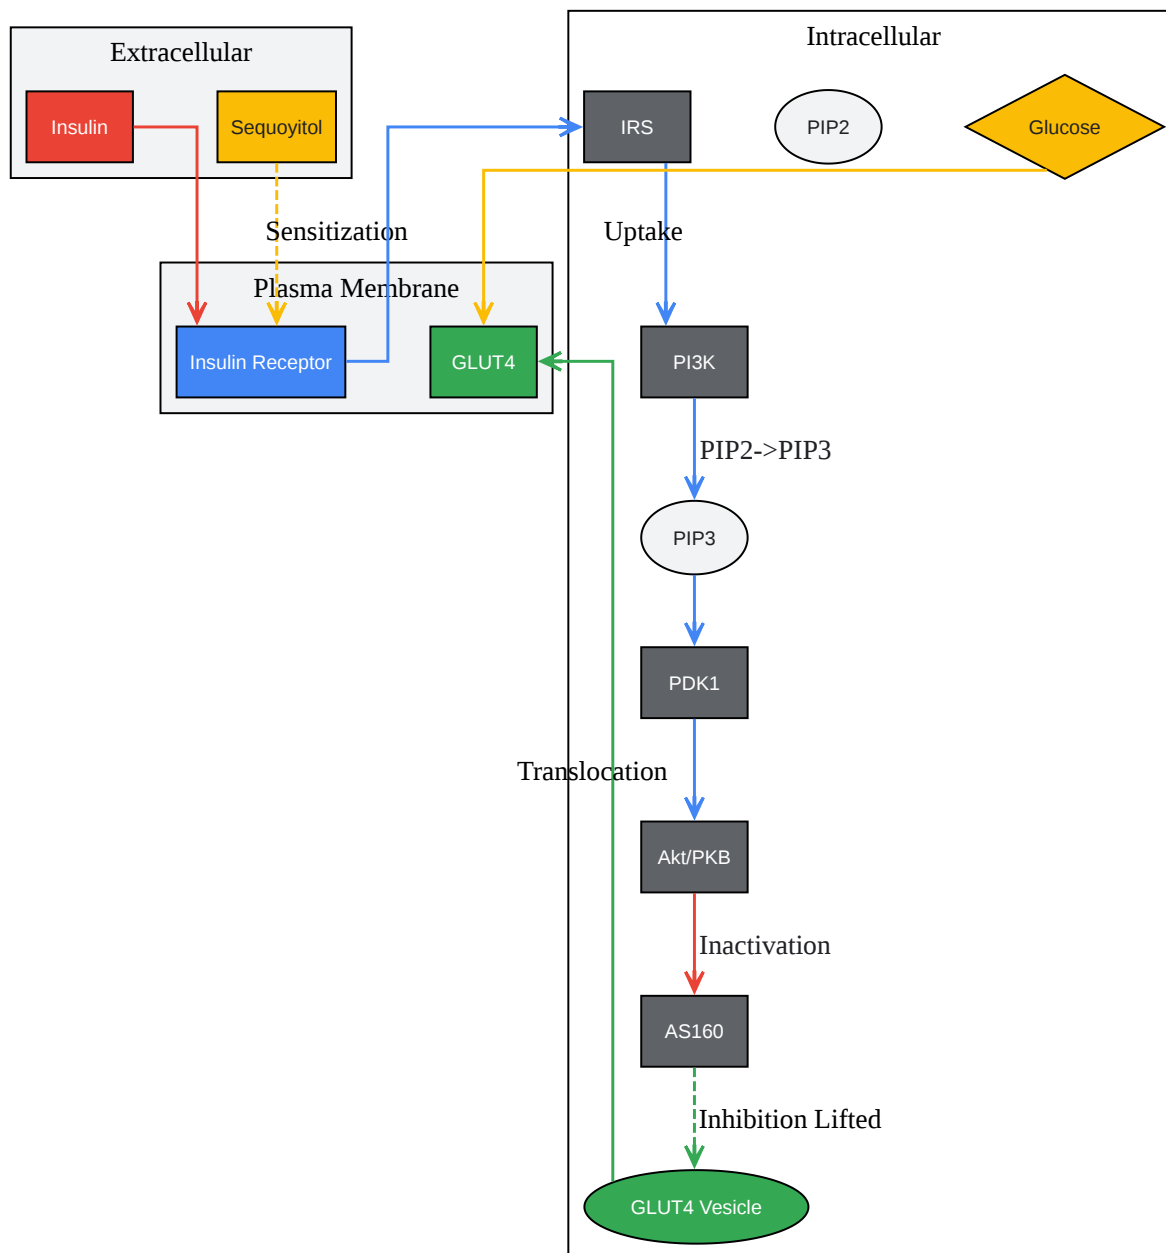 Extracellular
Intracellular
Insulin
Sequoyitol
IRS
PIP2
Glucose
Sensitization
Uptake
Plasma Membrane
Insulin Receptor
GLUT4
PI3K
PIP2->PIP3
PIP3
PDK1
Translocation
Akt/PKB
Inactivation
AS160
Inhibition Lifted
GLUT4 Vesicle